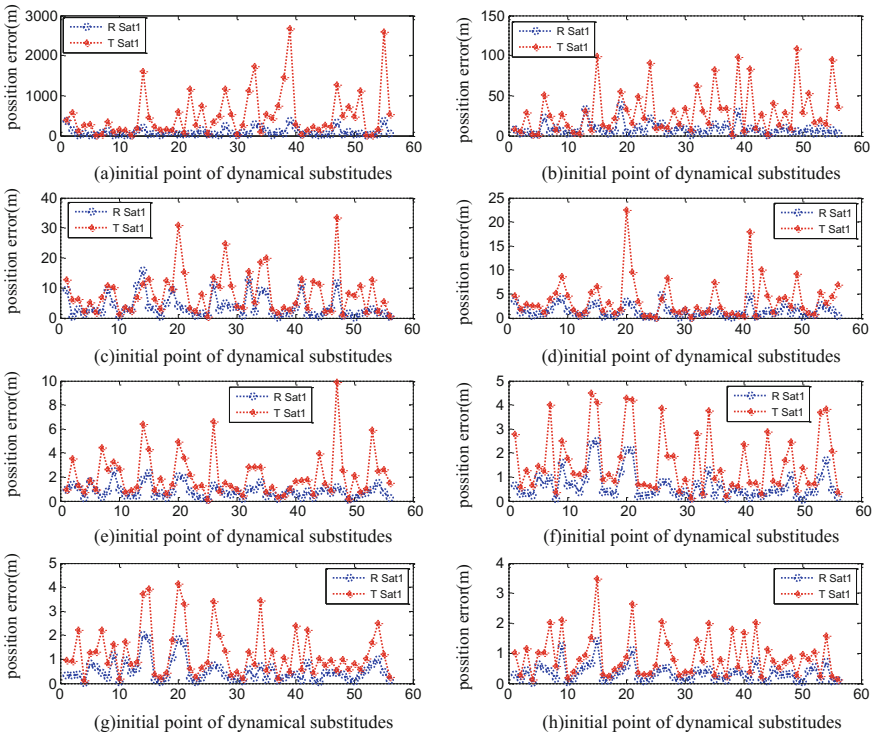 possition error(m)
3000
2000
1000
0
R Sat1
T Sat1
0 10 20 30 40 50 60
(a)initial point of dynamical substitudes
possition error(m)
150
100
50
0
R Sat1
T Sat1
0 10 20 30 40 50 60
(b)initial point of dynamical substitudes
possition error(m)
40
30
20
10
0
R Sat1
T Sat1
0 10 20 30 40 50 60
(c)initial point of dynamical substitudes
possition error(m)
25
20
15
10
5
0
R Sat1
T Sat1
0 10 20 30 40 50 60
(d)initial point of dynamical substitudes
possition error(m)
10
8
6
4
2
0
R Sat1
T Sat1
0 10 20 30 40 50 60
(e)initial point of dynamical substitudes
possition error(m)
5
4
3
2
1
0
R Sat1
T Sat1
0 10 20 30 40 50 60
(f)initial point of dynamical substitudes
possition error(m)
5
4
3
2
1
0
R Sat1
T Sat1
0 10 20 30 40 50 60
(g)initial point of dynamical substitudes
possition error(m)
4
3
2
1
0
R Sat1
T Sat1
0 10 20 30 40 50 60
(h)initial point of dynamical substitudes